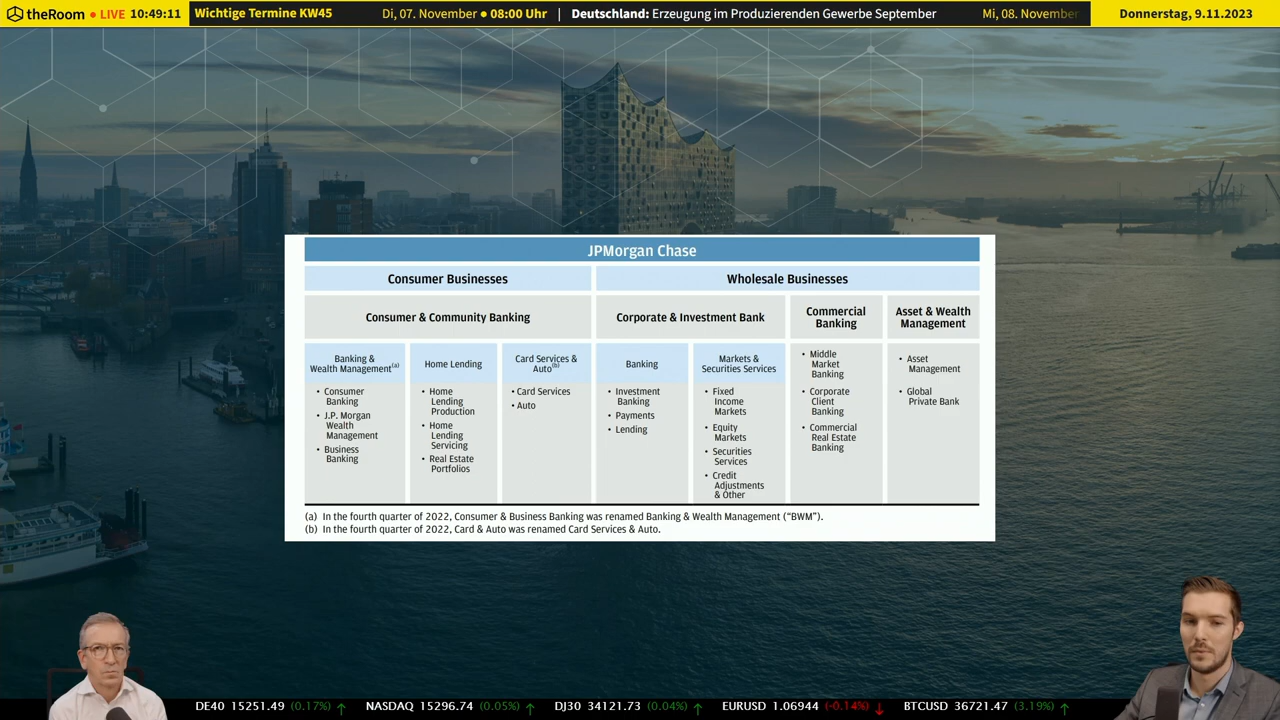 theRoom • LIVE 10:49:11
Wichtige Termine KW45
Di, 07. November • 08:00 Uhr | Deutschland: Erzeugung im Produzierenden Gewerbe September
Mi, 08. November
Donnerstag, 9.11.2023
JPMorgan Chase
Consumer Businesses
Wholesale Businesses
Consumer & Community Banking
Corporate & Investment Bank
Commercial
Banking
Asset & Wealth
Management
Banking &
Wealth Management(a)
• Consumer
Banking
• J.P. Morgan
Wealth
Management
• Business
Banking
Home Lending
• Home
Lending
Production
• Home
Lending
Servicing
• Real Estate
Portfolios
Card Services &
Auto(b)
• Card Services
• Auto
Banking
• Investment
Banking
• Payments
• Lending
Markets &
Securities Services
• Fixed
Income
Markets
• Equity
Markets
• Securities
Services
• Credit
Adjustments
& Other
• Middle
Market
Banking
• Corporate
Client
Banking
• Commercial
Real Estate
Banking
• Asset
Management
• Global
Private Bank
(a) In the fourth quarter of 2022, Consumer & Business Banking was renamed Banking & Wealth Management (“BWM”).
(b) In the fourth quarter of 2022, Card & Auto was renamed Card Services & Auto.
DE40 15251.49 (0.17%) ↑ NASDAQ 15296.74 (0.05%) ↑ DJ30 34121.73 (0.04%) ↑ EURUSD 1.06944 (-0.14%) ↓ BTCUSD 36721.47 (3.19%) ↑